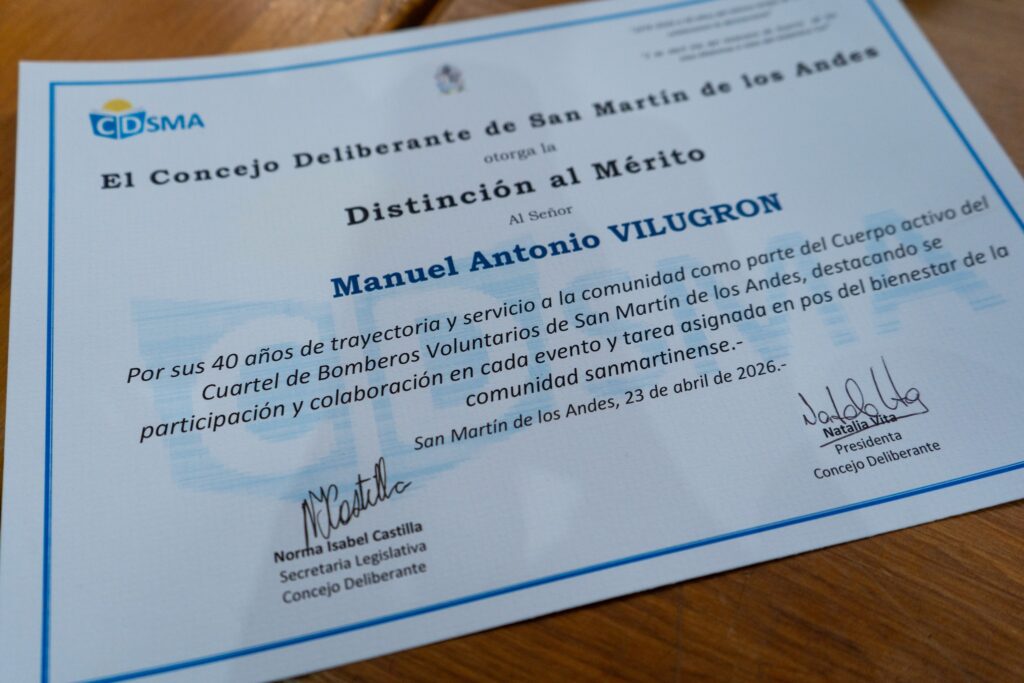 CDSMA
El Concejo Deliberante de San Martín de los Andes
otorga la
Distinción al Mérito
Al Señor
Manuel Antonio VILUGRON
Por sus 40 años de trayectoria y servicio a la comunidad como parte del Cuerpo activo del
Cuartel de Bomberos Voluntarios de San Martín de los Andes, destacando se
participación y colaboración en cada evento y tarea asignada en pos del bienestar de la
comunidad sanmartinense.-
San Martín de los Andes, 23 de abril de 2026.-
N Castilla
Norma Isabel Castilla
Secretaria Legislativa
Concejo Deliberante
Natalia Vita
Natalia Vita
Presidenta
Concejo Deliberante
CDSMA